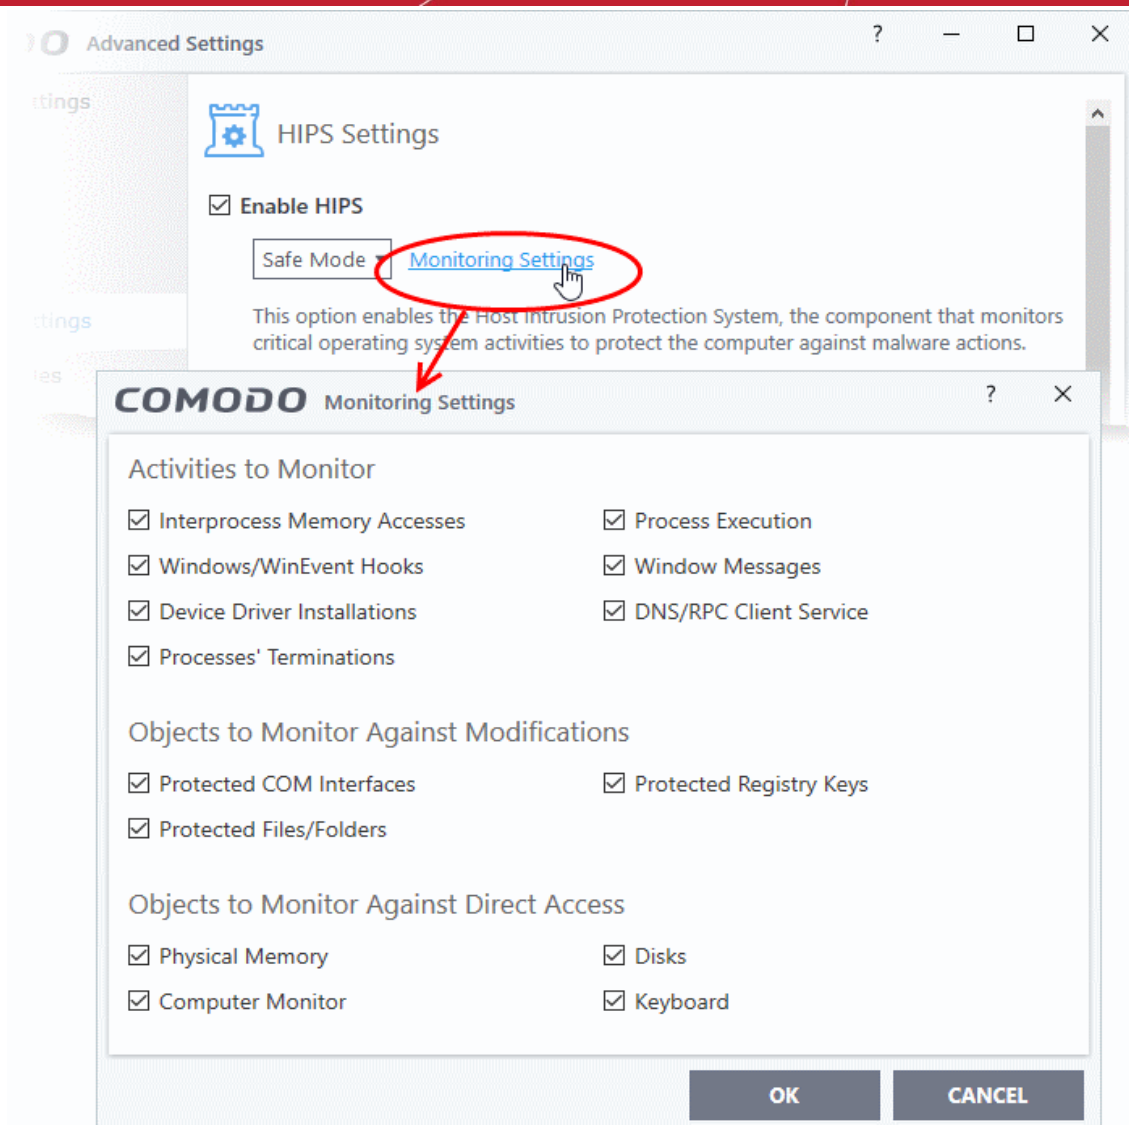 Advanced Settings
?
ttings
HIPS Settings
Enable HIPS
Safe Mode Monitoring Settings
This option enables the Host Intrusion Protection System, the component that monitors
critical operating system activities to protect the computer against malware actions.
ttings
COMODO Monitoring Settings
?
Activities to Monitor
Interprocess Memory Accesses Process Execution
Windows/WinEvent Hooks Window Messages
Device Driver Installations DNS/RPC Client Service
Processes' Terminations
Objects to Monitor Against Modifications
Protected COM Interfaces Protected Registry Keys
Protected Files/Folders
Objects to Monitor Against Direct Access
Physical Memory Disks
Computer Monitor Keyboard
OK CANCEL